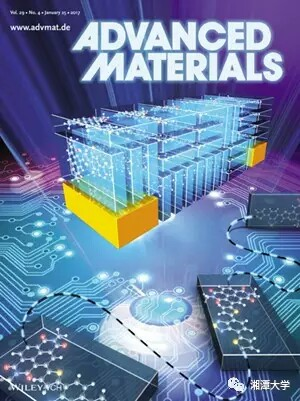 Vol. 29 • No. 4 • January 25 • 2017
www.advmat.de
ADVANCED
MATERIALS
WILEY-VCH
湘潭大学